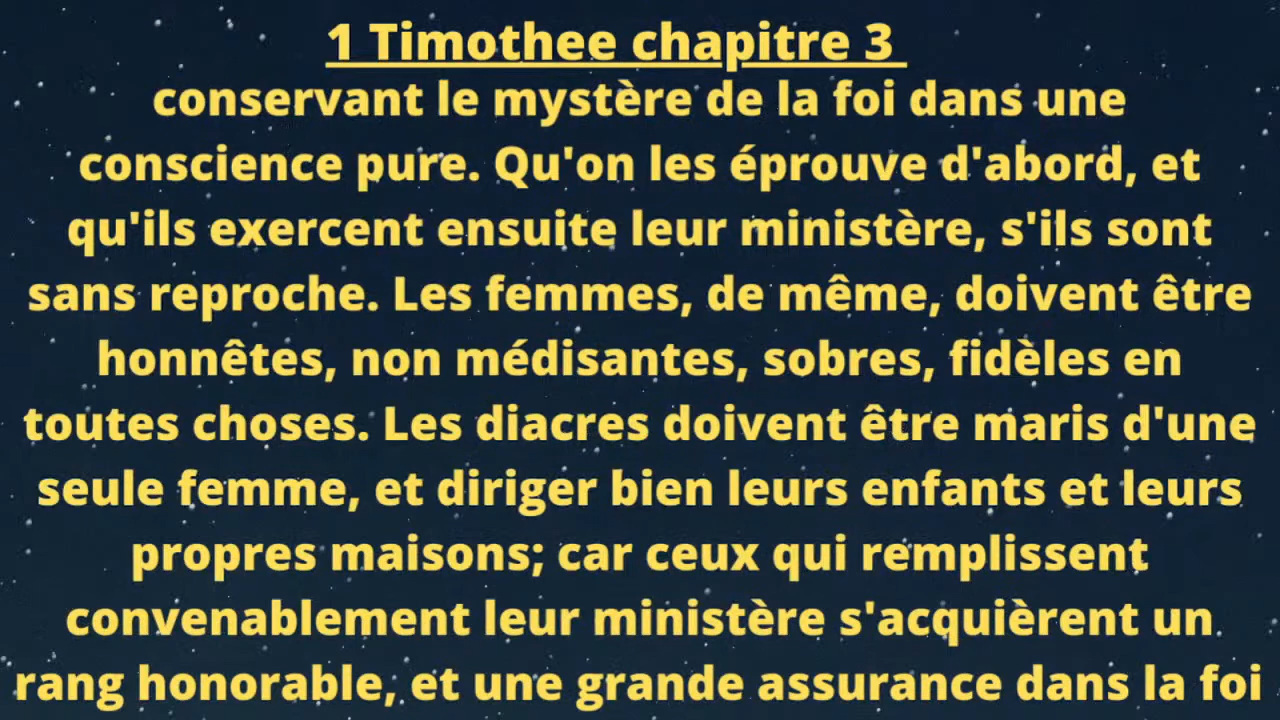 1 Timothee chapitre 3
conservant le mystère de la foi dans une
conscience pure. Qu'on les éprouve d'abord, et
qu'ils exercent ensuite leur ministère, s'ils sont
sans reproche. Les femmes, de même, doivent être
honnêtes, non médisantes, sobres, fidèles en
toutes choses. Les diacres doivent être maris d'une
seule femme, et diriger bien leurs enfants et leurs
propres maisons; car ceux qui remplissent
convenablement leur ministère s'acquièrent un
rang honorable, et une grande assurance dans la foi